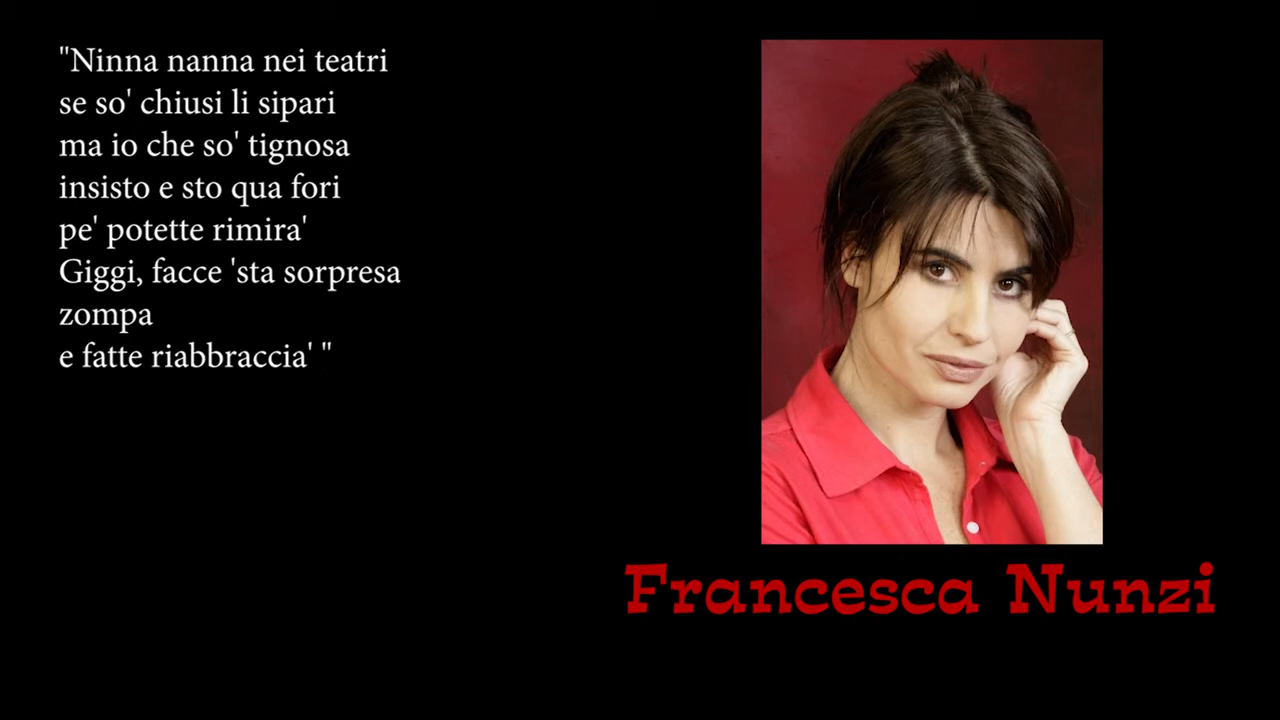 "Ninna nanna nei teatri
se so' chiusi li sipari
ma io che so' tignosa
insisto e sto qua fori
pe' potette rimira'
Giggi, facce 'sta sorpresa
zompa
e fatte riabbraccia' "
Francesca Nunzi